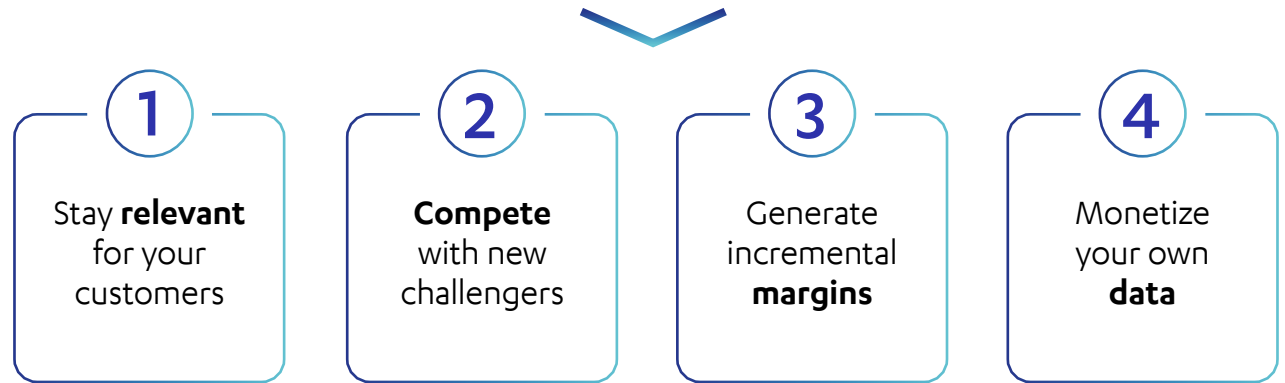 1
Stay relevant
for your
customers
2
Compete
with new
challengers
3
Generate
incremental
margins
4
Monetize
your own
data